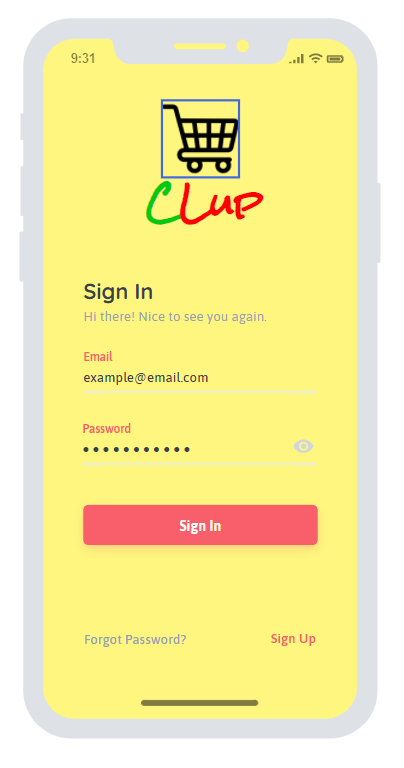 9:31
CLup
Sign In
Hi there! Nice to see you again.
Email
example@email.com
Password
•••••••••••
Sign In
Forgot Password? Sign Up